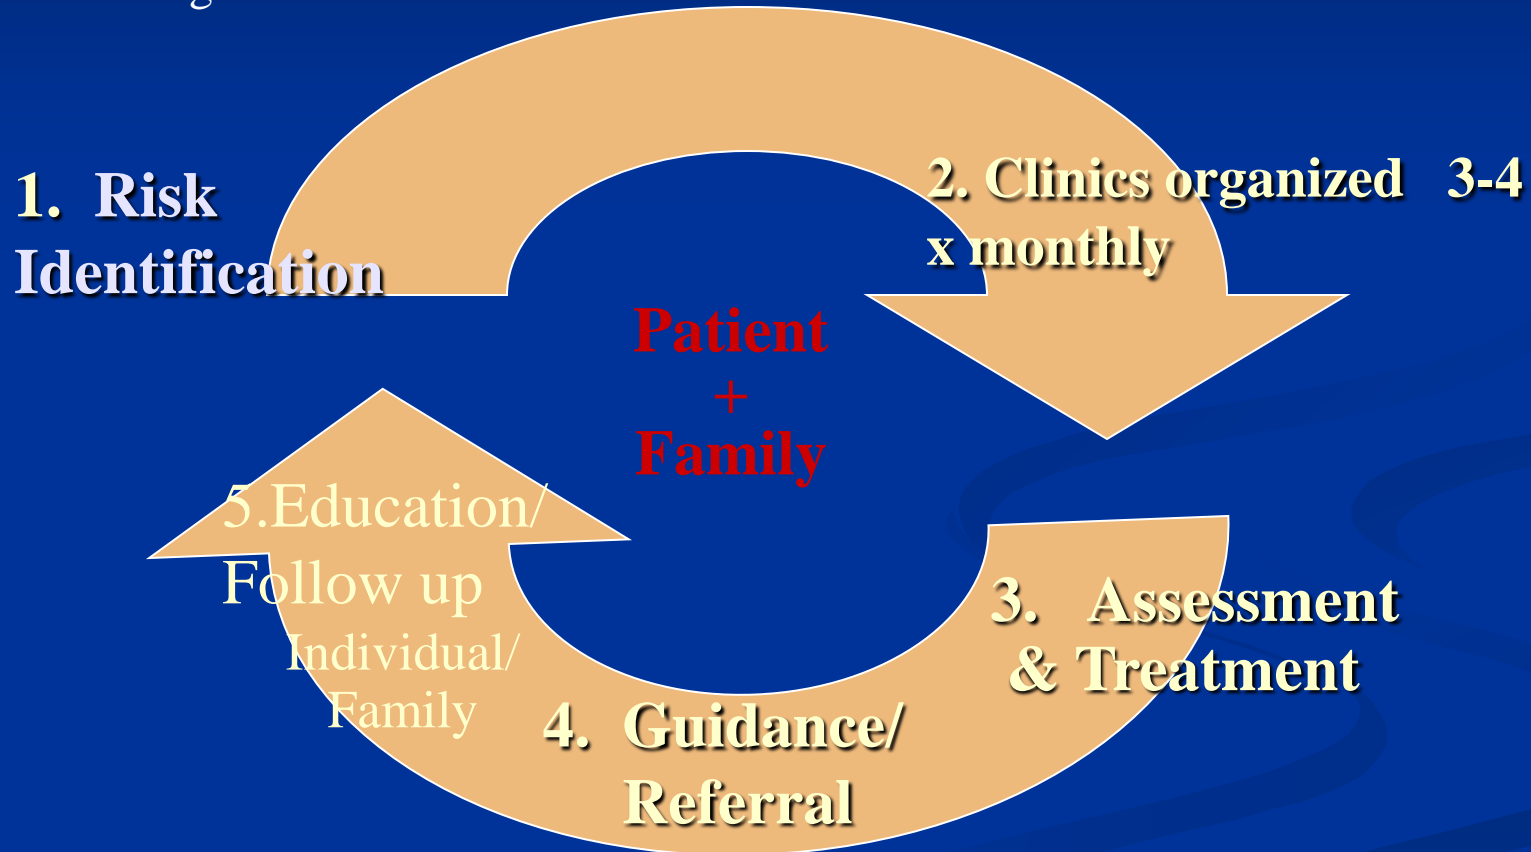 1. Risk
Identification
2. Clinics organized 3-4
x monthly
Patient
+
Family
3. Assessment
& Treatment
4. Guidance/
Referral
5.Education/
Follow up
Individual/
Family